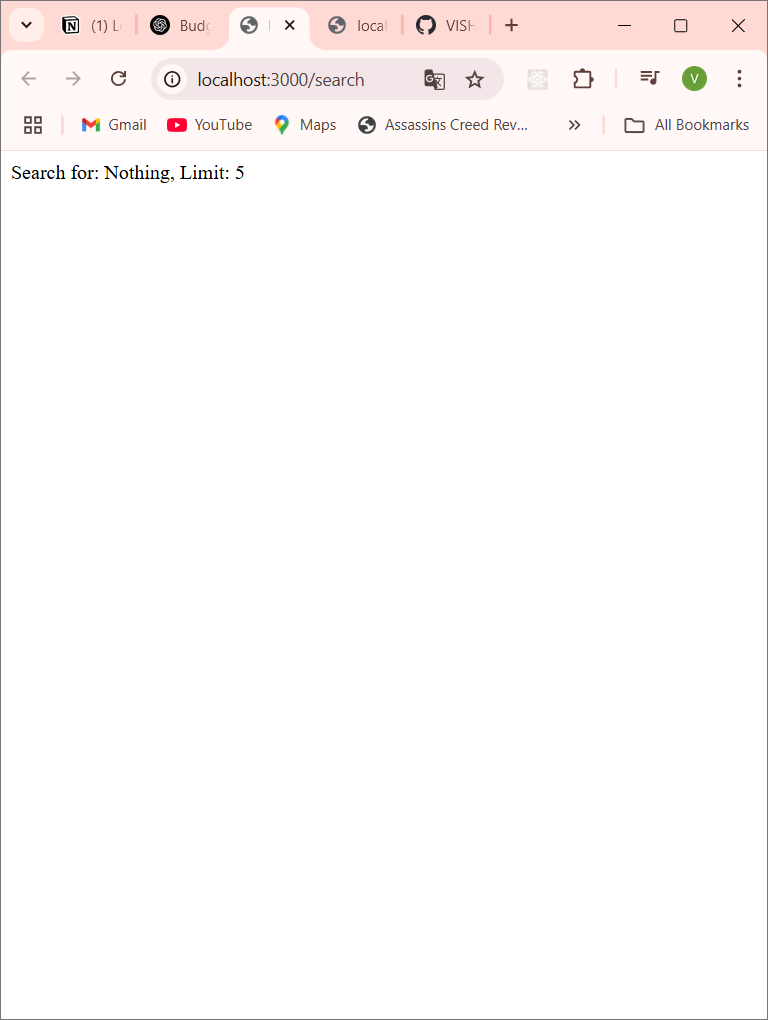 (1) L
Budg
local
VISH
localhost:3000/search
V
Gmail
YouTube
Maps
Assassins Creed Rev...
All Bookmarks
Search for: Nothing, Limit: 5